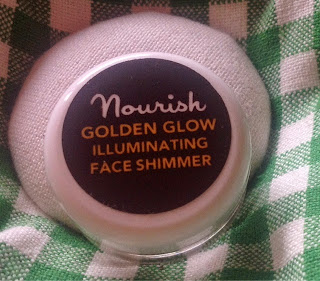 Nourish
GOLDEN GLOW
ILLUMINATING
FACE SHIMMER